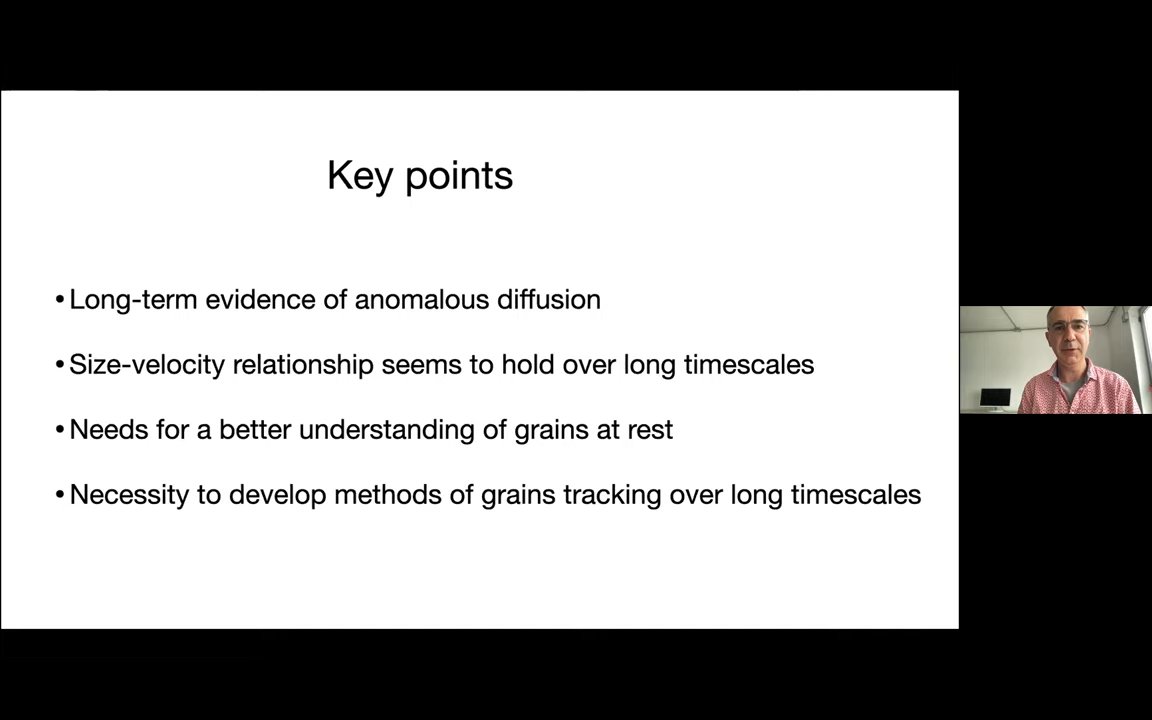 Key points
• Long-term evidence of anomalous diffusion
• Size-velocity relationship seems to hold over long timescales
• Needs for a better understanding of grains at rest
• Necessity to develop methods of grains tracking over long timescales